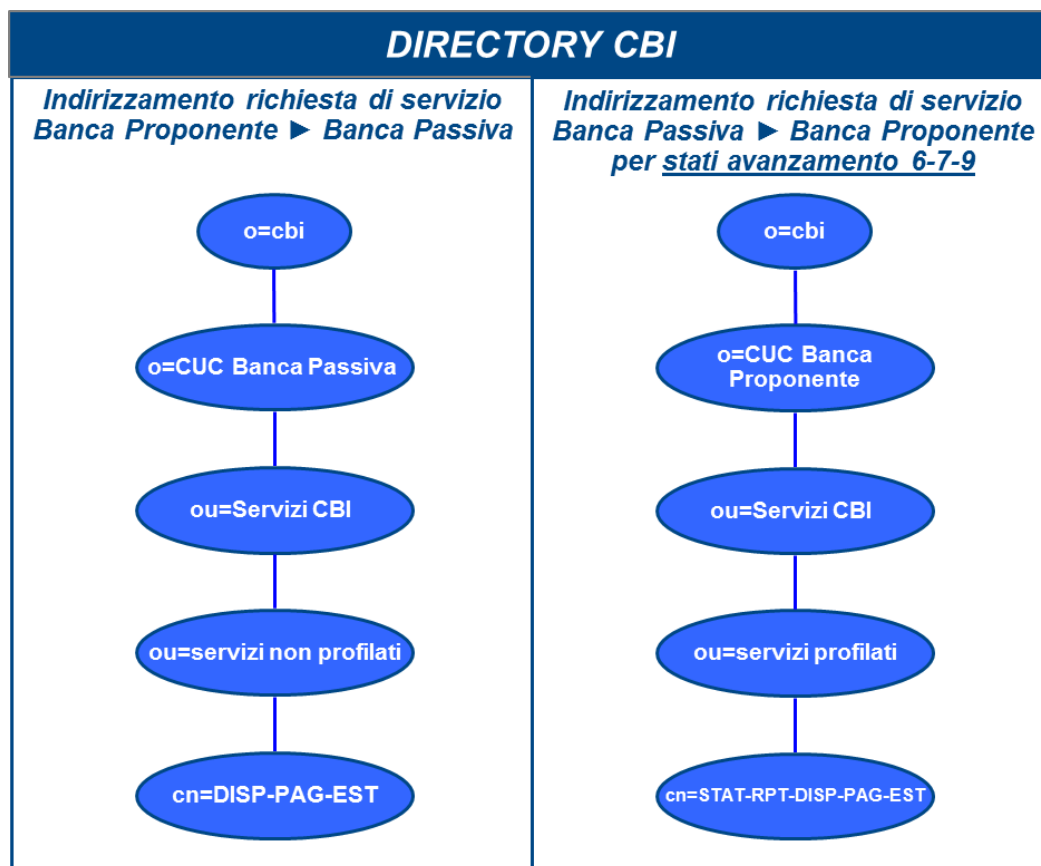 DIRECTORY CBI
Indirizzamento richiesta di servizio
Banca Proponente ► Banca Passiva
o=cbi
o=CUC Banca Passiva
ou=Servizi CBI
ou=servizi non profilati
cn=DISP-PAG-EST
Indirizzamento richiesta di servizio
Banca Passiva ► Banca Proponente
per stati avanzamento 6-7-9
o=cbi
o=CUC Banca
Proponente
ou=Servizi CBI
ou=servizi profilati
cn=STAT-RPT-DISP-PAG-EST